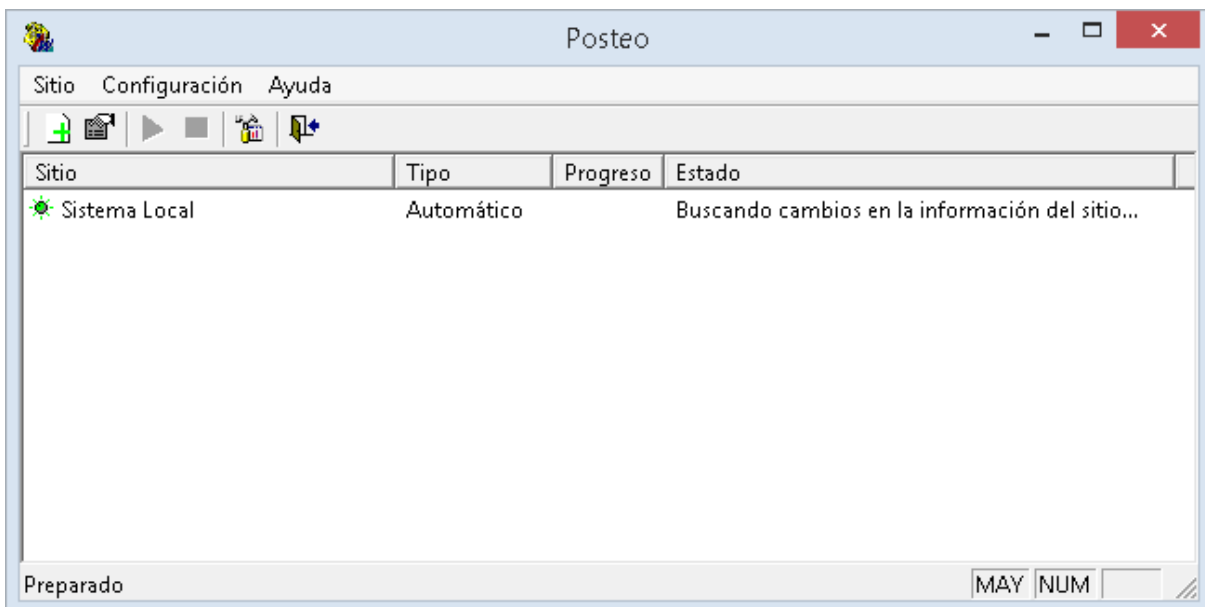 Posteo
Sitio Configuración Ayuda
Sitio Tipo Progreso Estado
Sistema Local Automático Buscando cambios en la información del sitio...
Preparado MAY NUM